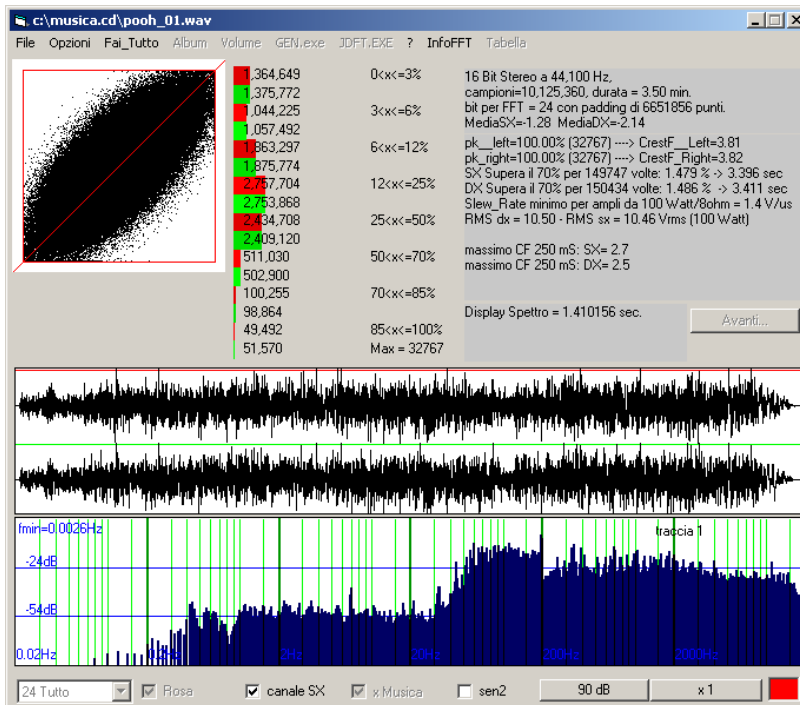 c:\musica.cd\pooh_01.wav
File Opzioni Fai_Tutto Album Volume GEN.exe JDFT.EXE ? InfoFFT Tabella
1,364,649 0<x<=3%
1,375,772
1,044,225 3<x<=6%
1,057,492
1,863,297 6<x<=12%
1,875,774
2,757,704 12<x<=25%
2,753,868
2,434,708 25<x<=50%
2,409,120
511,030 50<x<=70%
502,900
100,255 70<x<=85%
98,864
49,492 85<x<=100%
51,570 Max = 32767
16 Bit Stereo a 44,100 Hz,
campioni=10,125,360, durata = 3.50 min.
bit per FFT = 24 con padding di 6651856 punti.
MediaSX=-1.28 MediaDX=-2.14
pk__left=100.00% (32767) ----> CrestF__Left=3.81
pk_right=100.00% (32767) ----> CrestF_Right=3.82
SX Supera il 70% per 149747 volte: 1.479 % -> 3.396 sec
DX Supera il 70% per 150434 volte: 1.486 % -> 3.411 sec
Slew_Rate minimo per ampli da 100 Watt/8ohm = 1.4 V/us
RMS dx = 10.50 - RMS sx = 10.46 Vrms (100 Watt)
massimo CF 250 mS: SX= 2.7
massimo CF 250 mS: DX= 2.5
Display Spettro = 1.410156 sec.
Avanti...
fmin=0.0026Hz
traccia 1
-24dB
-54dB
0.02Hz 0.2Hz 2Hz 20Hz 200Hz 2000Hz
24 Tutto Rosa canale SX x Musica sen2 90 dB x 1